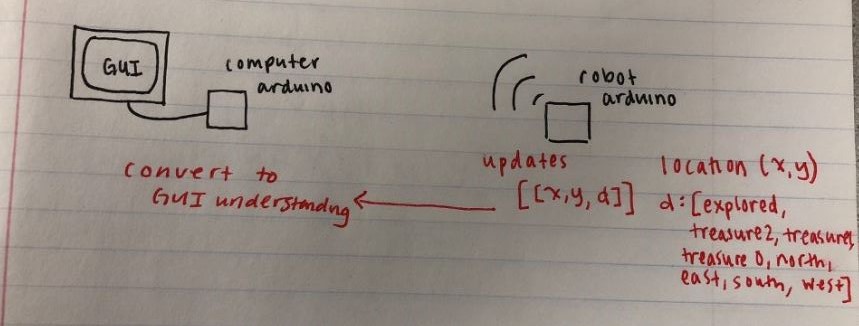 GUI
computer
arduino
robot
arduino
convert to
GUI understanding
updates
[[x,y,d]]
location (x,y)
d:[explored,
treasure2, treasure1,
treasure 0, north,
east, south, west]